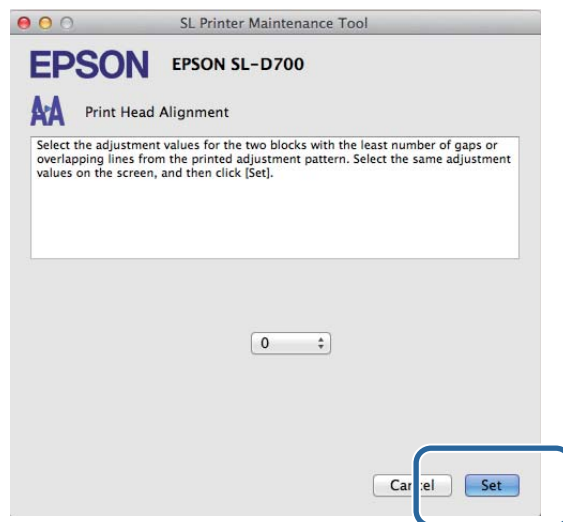 SL Printer Maintenance Tool
EPSON EPSON SL-D700
Print Head Alignment
Select the adjustment values for the two blocks with the least number of gaps or
overlapping lines from the printed adjustment pattern. Select the same adjustment
values on the screen, and then click [Set].
0
Cancel Set